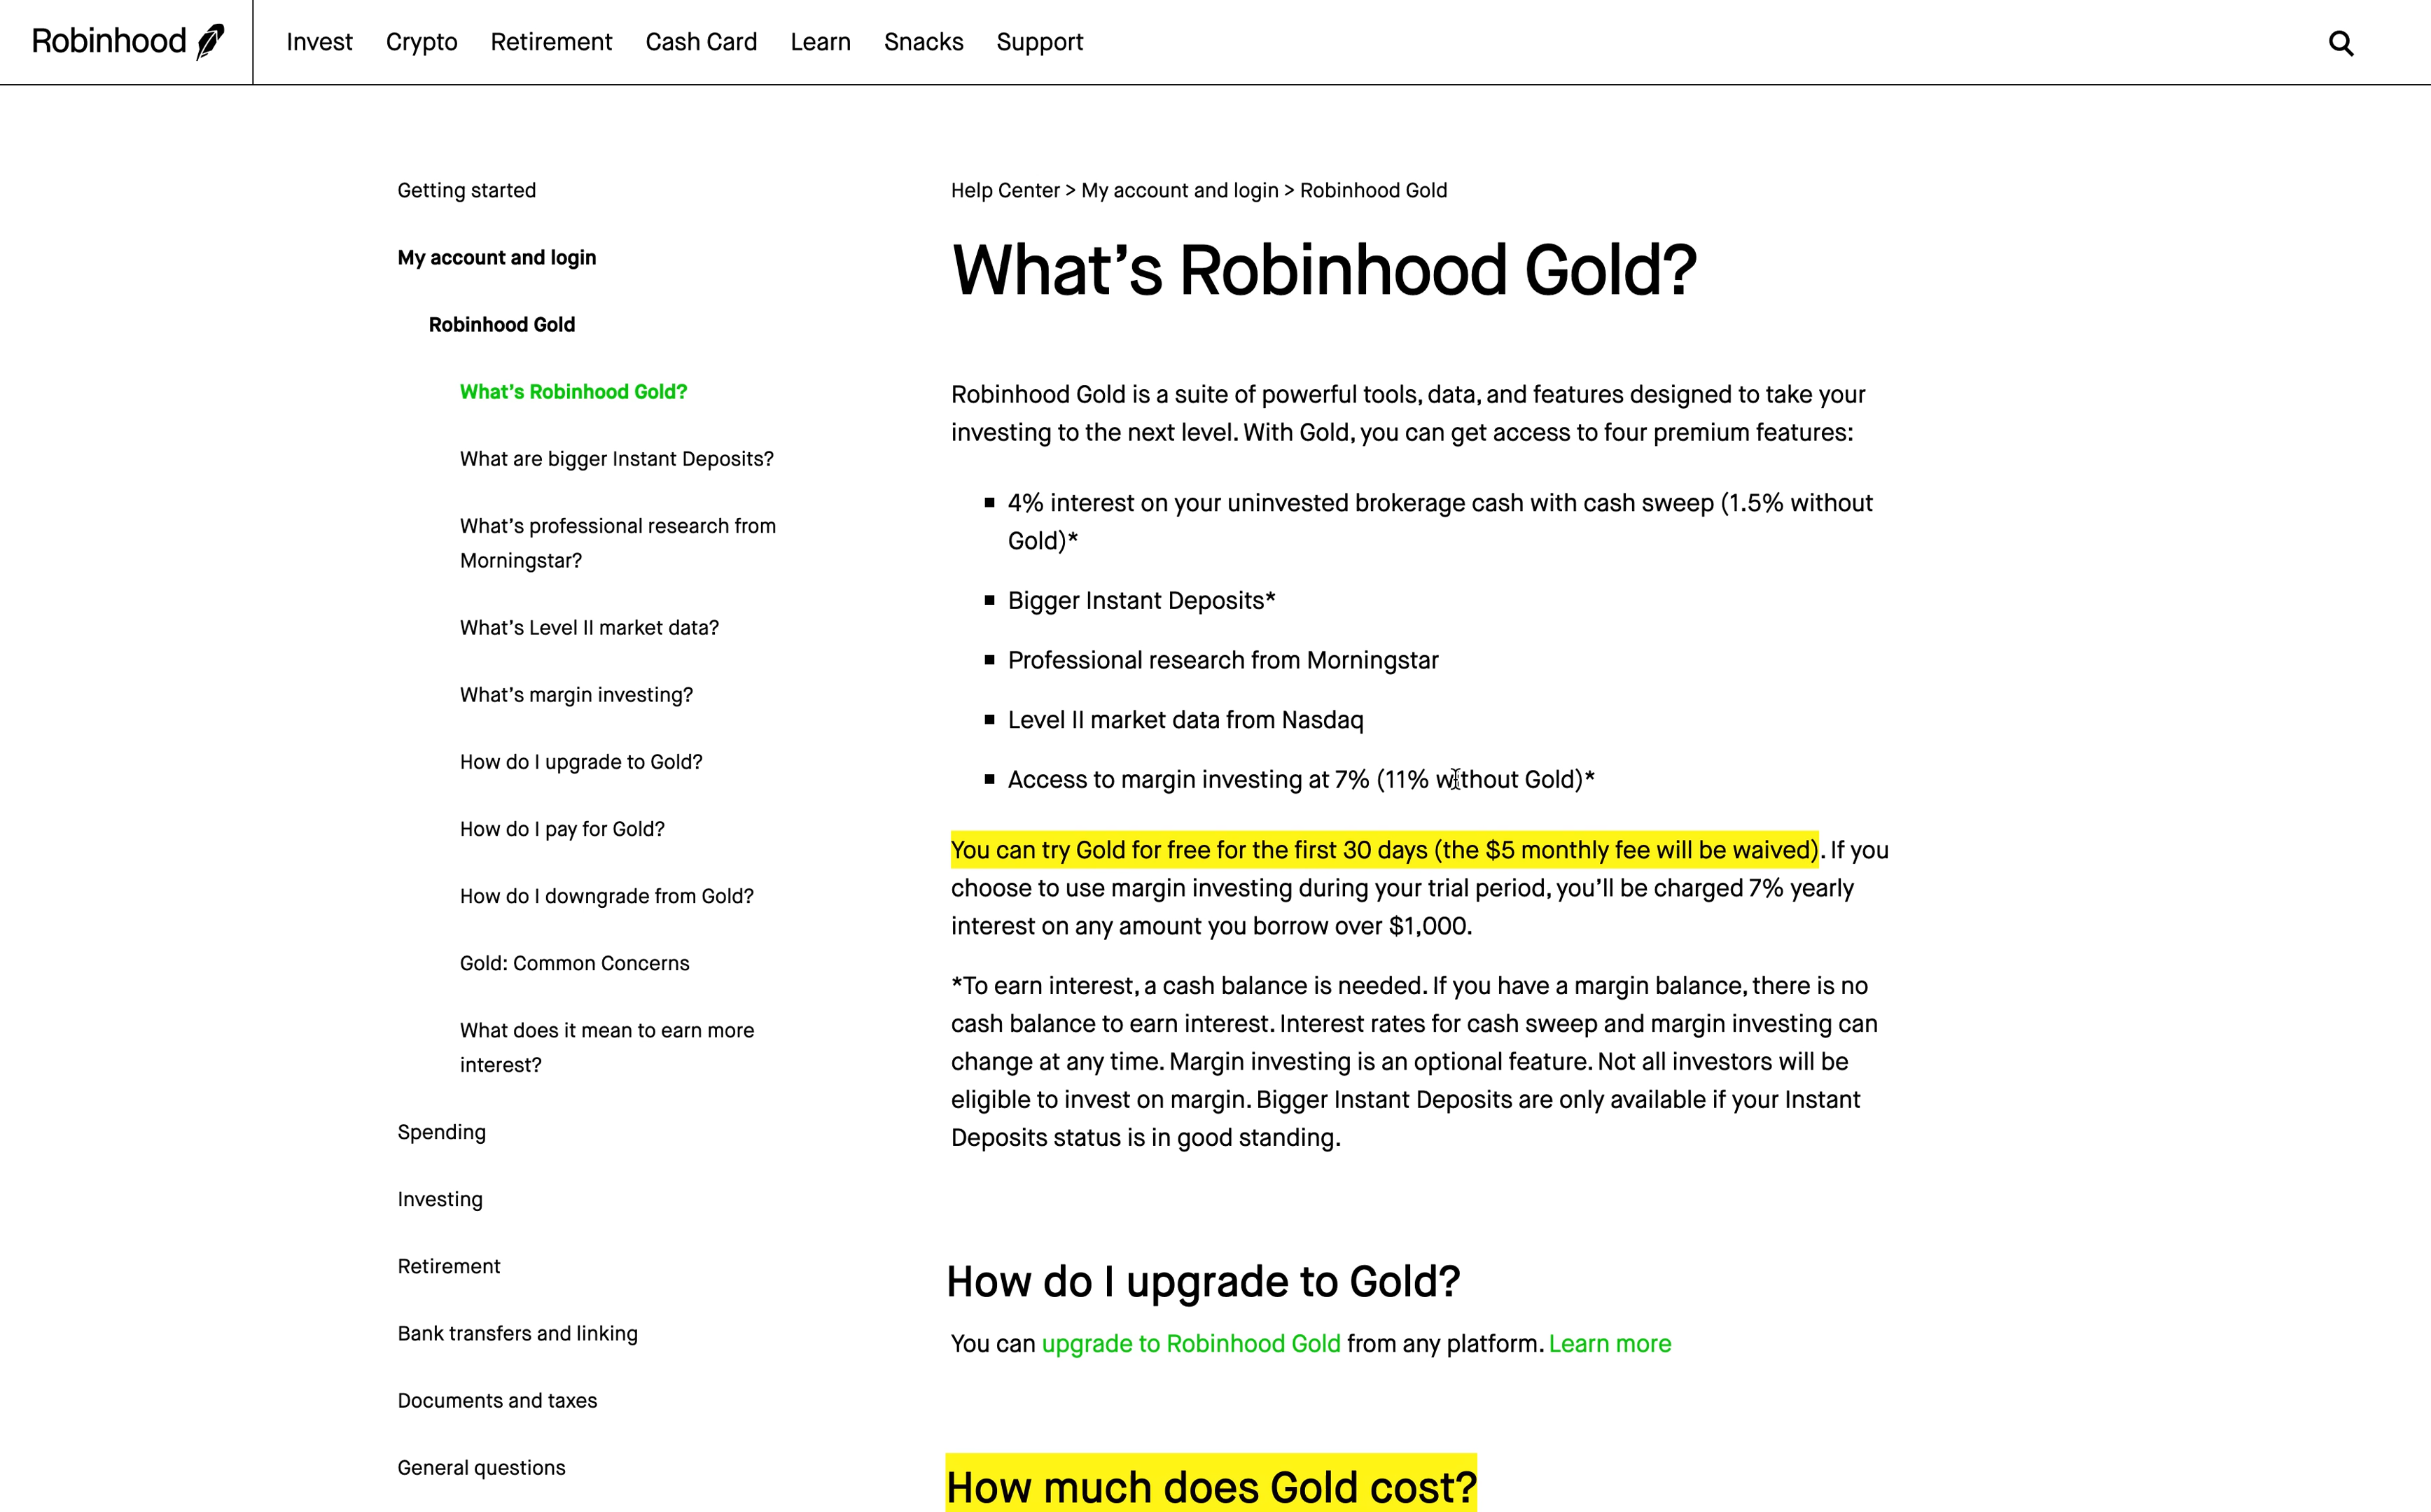 Robinhood
Invest Crypto Retirement Cash Card Learn Snacks Support
Getting started
My account and login
Robinhood Gold
What’s Robinhood Gold?
What are bigger Instant Deposits?
What’s professional research from
Morningstar?
What’s Level II market data?
What’s margin investing?
How do I upgrade to Gold?
How do I pay for Gold?
How do I downgrade from Gold?
Gold: Common Concerns
What does it mean to earn more
interest?
Spending
Investing
Retirement
Bank transfers and linking
Documents and taxes
General questions
Help Center > My account and login > Robinhood Gold
What’s Robinhood Gold?
Robinhood Gold is a suite of powerful tools, data, and features designed to take your
investing to the next level. With Gold, you can get access to four premium features:
■ 4% interest on your uninvested brokerage cash with cash sweep (1.5% without
Gold)*
■ Bigger Instant Deposits*
■ Professional research from Morningstar
■ Level II market data from Nasdaq
■ Access to margin investing at 7% (11% without Gold)*
You can try Gold for free for the first 30 days (the $5 monthly fee will be waived). If you
choose to use margin investing during your trial period, you’ll be charged 7% yearly
interest on any amount you borrow over $1,000.
*To earn interest, a cash balance is needed. If you have a margin balance, there is no
cash balance to earn interest. Interest rates for cash sweep and margin investing can
change at any time. Margin investing is an optional feature. Not all investors will be
eligible to invest on margin. Bigger Instant Deposits are only available if your Instant
Deposits status is in good standing.
How do I upgrade to Gold?
You can upgrade to Robinhood Gold from any platform. Learn more
How much does Gold cost?